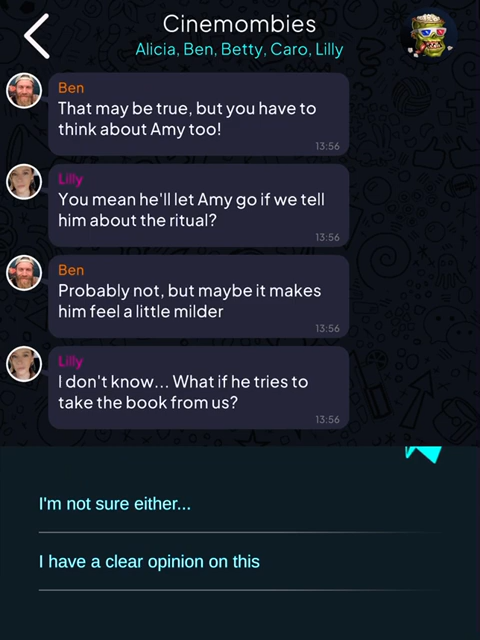 Cinemombies
Alicia, Ben, Betty, Caro, Lilly
Ben
That may be true, but you have to
think about Amy too!
13:56
Lilly
You mean he'll let Amy go if we tell
him about the ritual?
13:56
Ben
Probably not, but maybe it makes
him feel a little milder
13:56
Lilly
I don't know... What if he tries to
take the book from us?
13:56
I'm not sure either...
I have a clear opinion on this